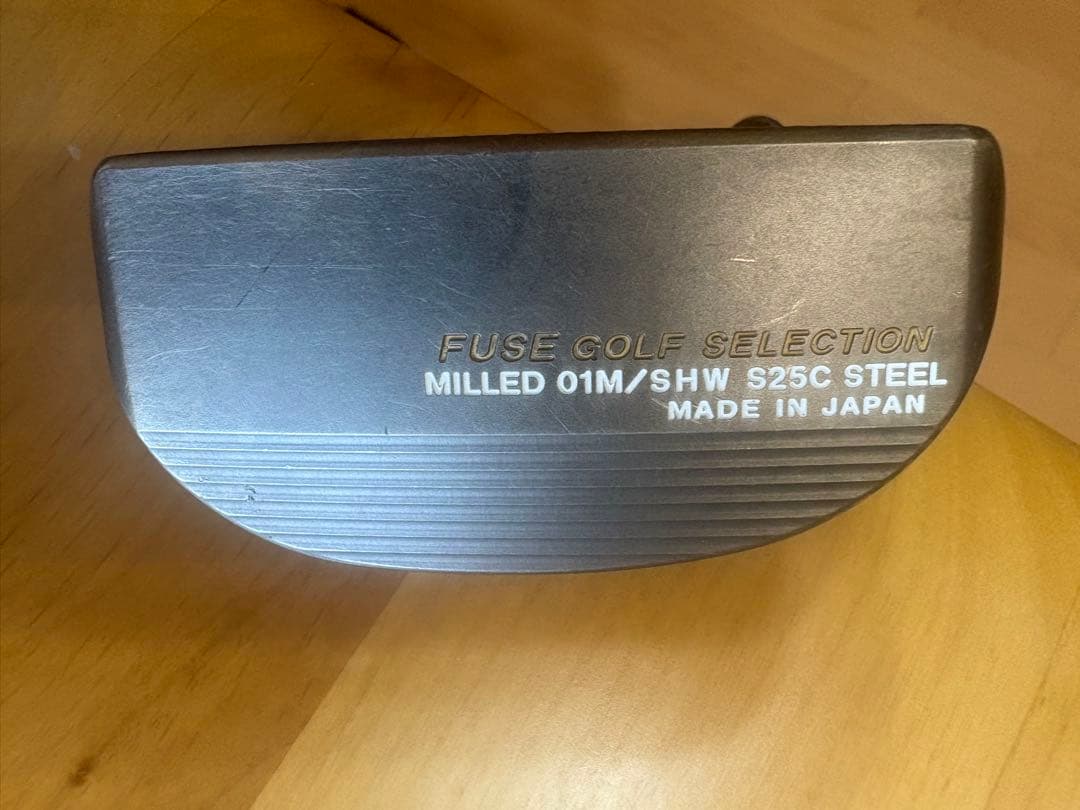 FUSE GOLF SELECTION
MILLED 01M/SHW S25C STEEL
MADE IN JAPAN